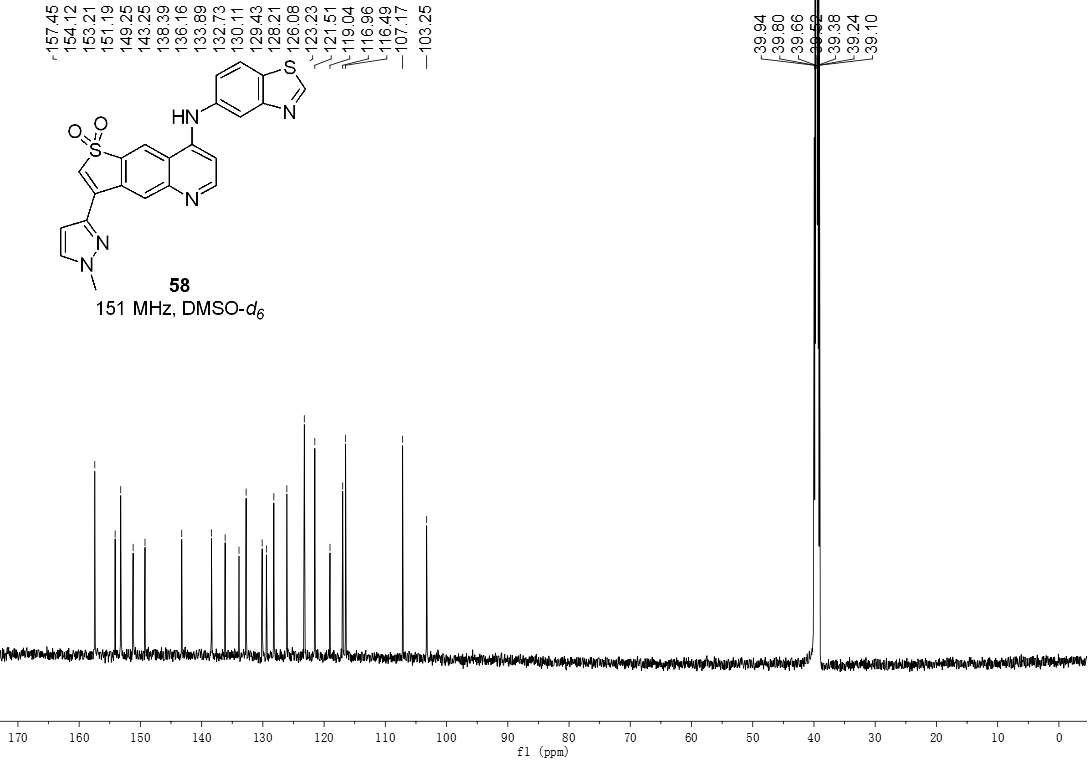 157.45
154.12
153.21
151.19
149.25
143.25
138.39
136.16
133.89
132.73
130.11
129.43
128.21
126.08
123.23
121.51
119.04
116.96
116.49
107.17
103.25
39.94
39.80
39.66
39.52
39.38
39.24
39.10
S
N
HN
O
O
S
N
N
N
58
151 MHz, DMSO-d6
170 160 150 140 130 120 110 100 90 80 70 60 50 40 30 20 10 0
f1 (ppm)